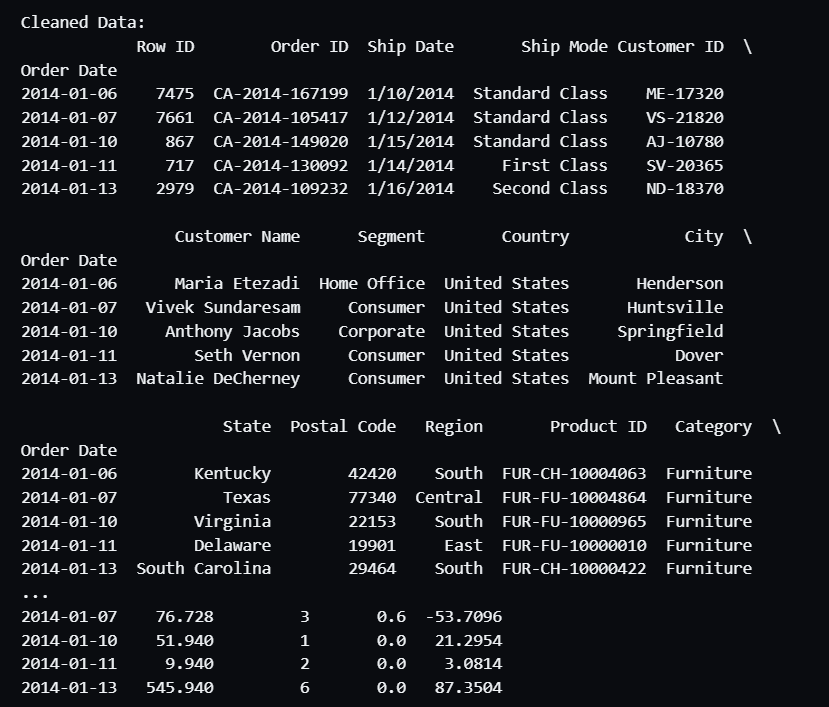 Cleaned Data:
            Row ID        Order ID  Ship Date       Ship Mode Customer ID  \
Order Date
2014-01-06    7475  CA-2014-167199  1/10/2014  Standard Class    ME-17320
2014-01-07    7661  CA-2014-105417  1/12/2014  Standard Class    VS-21820
2014-01-10     867  CA-2014-149020  1/15/2014  Standard Class    AJ-10780
2014-01-11     717  CA-2014-130092  1/14/2014     First Class    SV-20365
2014-01-13    2979  CA-2014-109232  1/16/2014    Second Class    ND-18370

                Customer Name      Segment        Country            City  \
Order Date
2014-01-06      Maria Etezadi  Home Office  United States       Henderson
2014-01-07   Vivek Sundaresam     Consumer  United States      Huntsville
2014-01-10     Anthony Jacobs    Corporate  United States     Springfield
2014-01-11        Seth Vernon     Consumer  United States           Dover
2014-01-13  Natalie DeCherney     Consumer  United States  Mount Pleasant

                     State  Postal Code   Region       Product ID   Category  \
Order Date
2014-01-06        Kentucky        42420    South  FUR-CH-10004063  Furniture
2014-01-07           Texas        77340  Central  FUR-FU-10004864  Furniture
2014-01-10        Virginia        22153    South  FUR-FU-10000965  Furniture
2014-01-11        Delaware        19901     East  FUR-FU-10000010  Furniture
2014-01-13  South Carolina        29464    South  FUR-CH-10000422  Furniture
...
2014-01-07    76.728         3       0.6  -53.7096
2014-01-10    51.940         1       0.0   21.2954
2014-01-11     9.940         2       0.0    3.0814
2014-01-13   545.940         6       0.0   87.3504